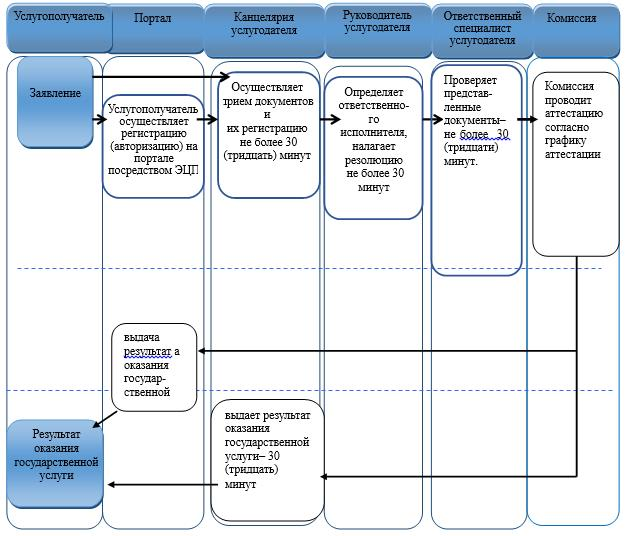 Услугополучатель
Портал
Канцелярия
услугодателя
Руководитель
услугодателя
Ответственный
специалист
услугодателя
Комиссия
Заявление
Услугополучатель
осуществляет
регистрацию
(авторизацию) на
портале
посредством ЭЦП
Осуществляет
прием документов
и
их регистрацию
не более 30
(тридцать) минут
Определяет
ответственно-
го
исполнителя,
налагает
резолюцию
не более 30
минут
Проверяет
представ-
ленные
документы–
не более 30
(тридцати)
минут.
Комиссия
проводит
аттестацию
согласно
графику
аттестации
выдача
результат а
оказания
государ-
ственной
выдает результат
оказания
государственной
услуги– 30
(тридцать)
минут
Результат
оказания
государственной
услуги